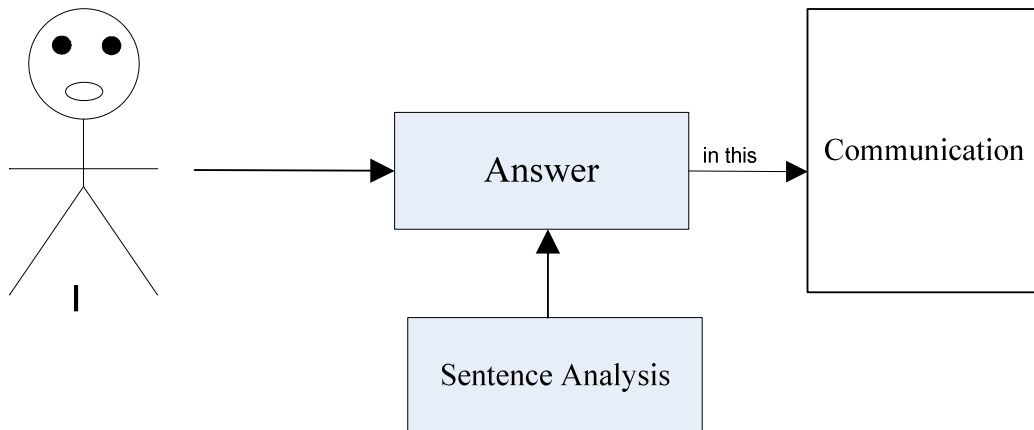 I
Answer
in this
Communication
Sentence Analysis